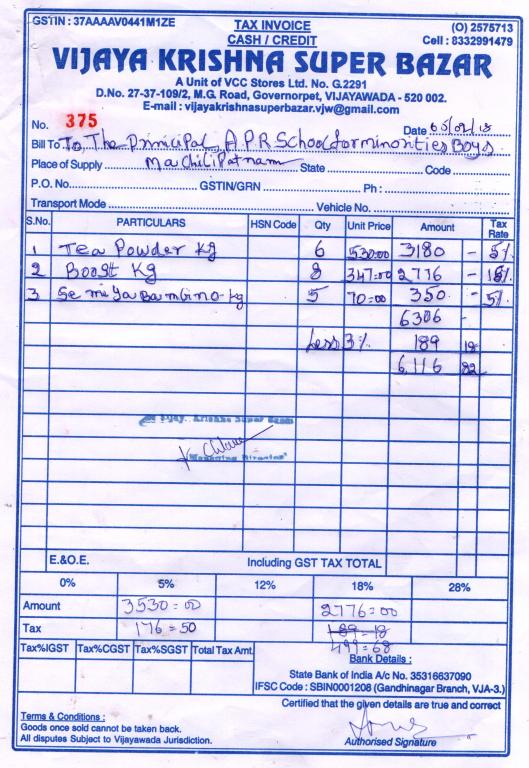 GSTIN : 37AAAAV0441M1ZE TAX INVOICE (O) 2575713
CASH / CREDIT Cell : 8332991479
VIJAYA KRISHNA SUPER BAZAR
A Unit of VCC Stores Ltd. No. G.2291
D.No. 27-37-109/2, M.G. Road, Governorpet, VIJAYAWADA - 520 002.
E-mail : vijayakrishnasuperbazar.vjw@gmail.com
No. 375 Date
Bill To To, The Principal, A.P.R School for minorities Boys
Place of Supply Machilipatnam State Code
P.O. No. GSTIN/GRN Ph :
Transport Mode Vehicle No.
S.No. PARTICULARS HSN Code Qty Unit Price Amount Tax Rate
1 Tea Powder kg 6 530=00 3180 - 5%
2 Boost kg 8 347=00 2776 - 18%
3 Semiya Bambino-kg 5 70=00 350 - 5%
6306 -
Less 3% 189 18
6116 82
Vijaya Krishna Super Bazar
Managing Director
E.&O.E. Including GST TAX TOTAL
0% 5% 12% 18% 28%
Amount 3530=00 2776=00
Tax 176=50 189=18
499=68
Tax%IGST Tax%CGST Tax%SGST Total Tax Amt.
Bank Details :
State Bank of India A/c No. 35316637090
IFSC Code : SBIN0001208 (Gandhinagar Branch, VJA-3.)
Certified that the given details are true and correct
Terms & Conditions :
Goods once sold cannot be taken back.
All disputes Subject to Vijayawada Jurisdiction.
Authorised Signature